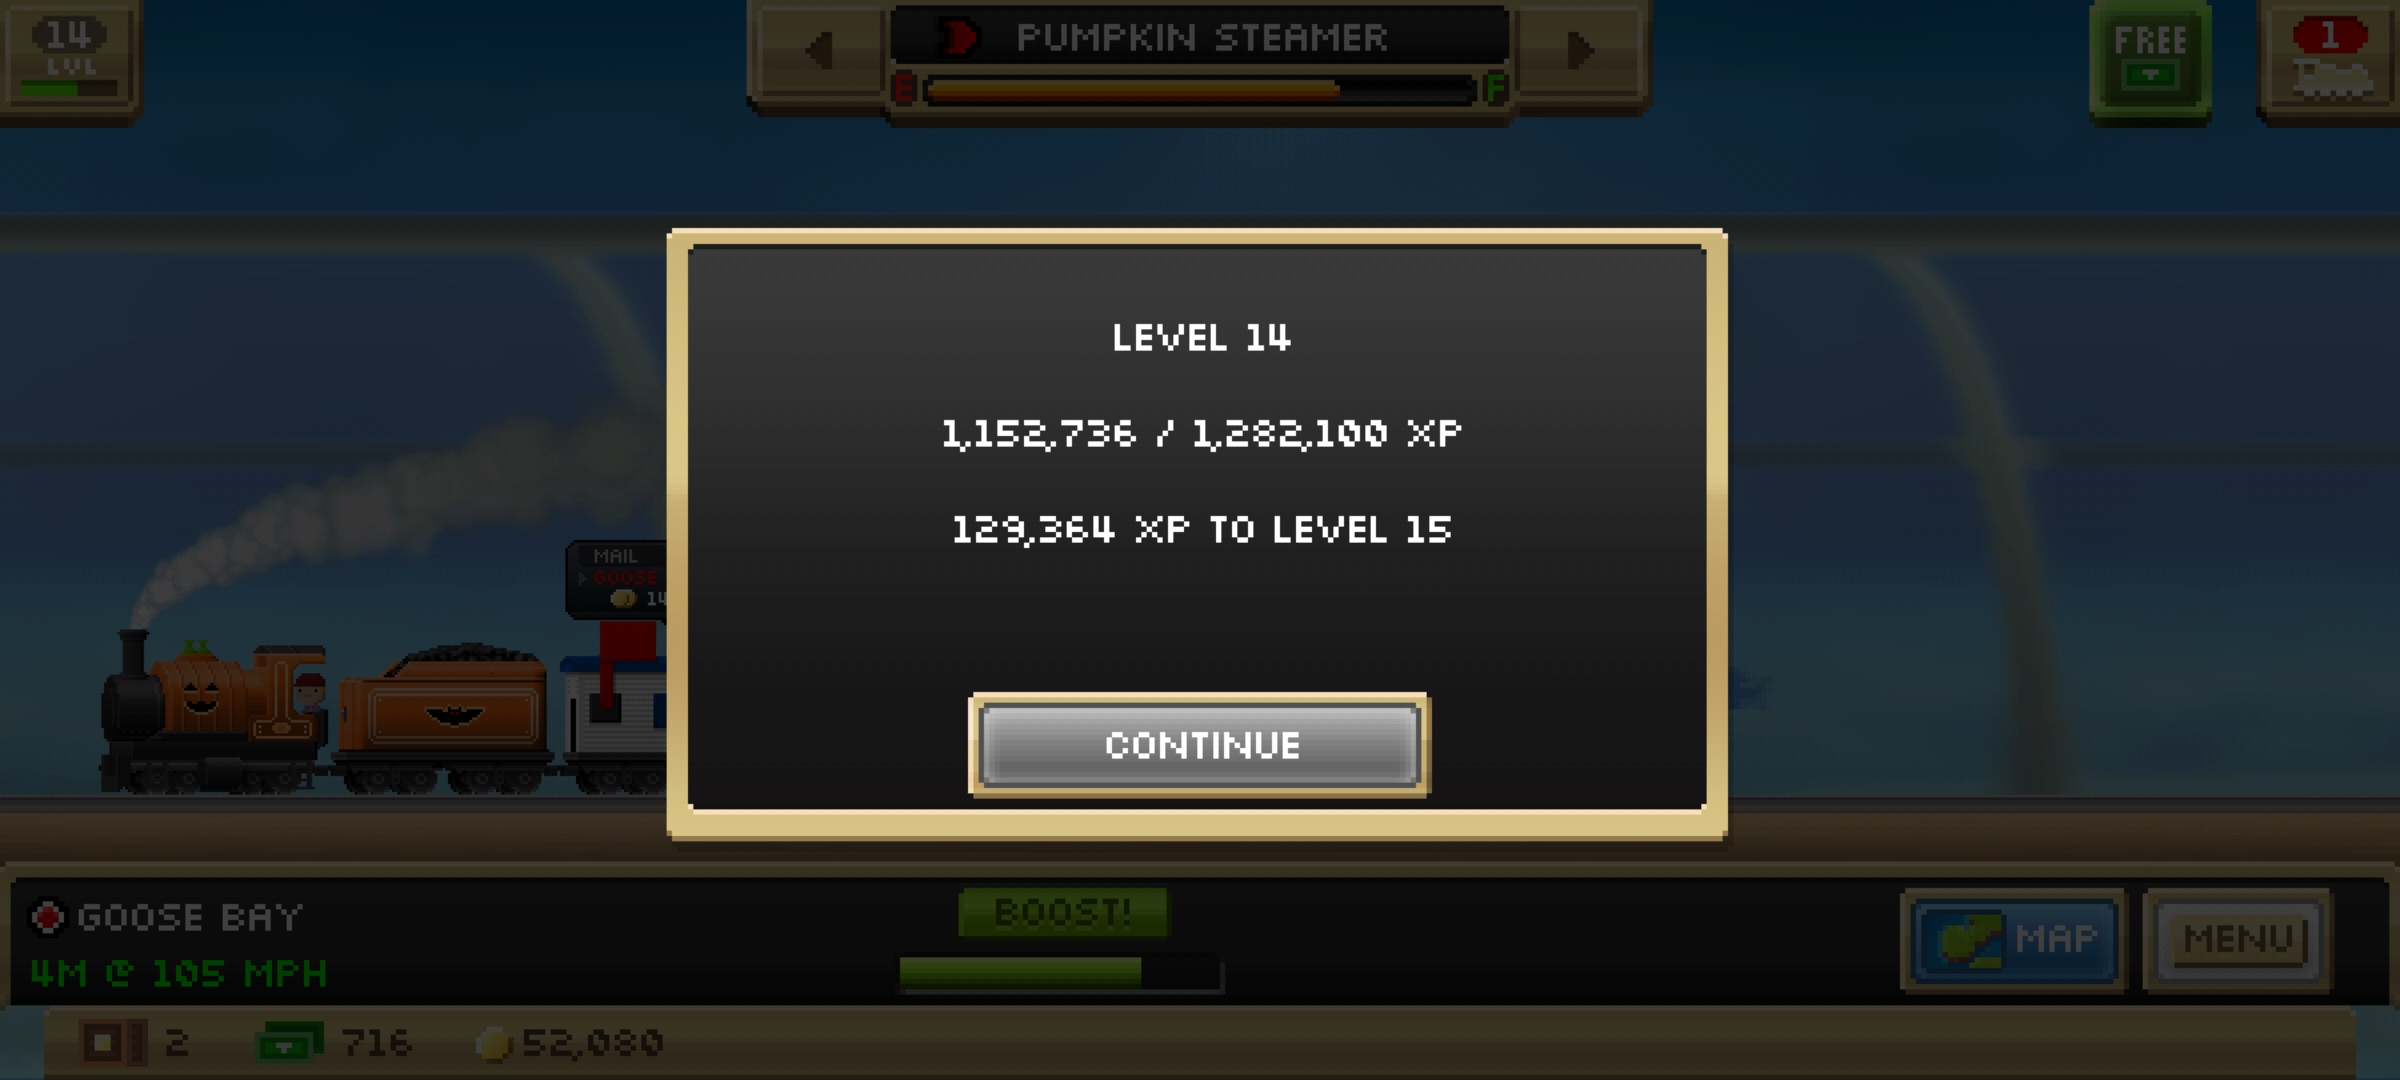 14
LVL
PUMPKIN STEAMER
E
F
FREE
1
LEVEL 14
1,152,736 / 1,282,100 XP
129,364 XP TO LEVEL 15
CONTINUE
MAIL
GOOSE
14
GOOSE BAY
4M @ 105 MPH
BOOST!
MAP
MENU
2
716
52,080